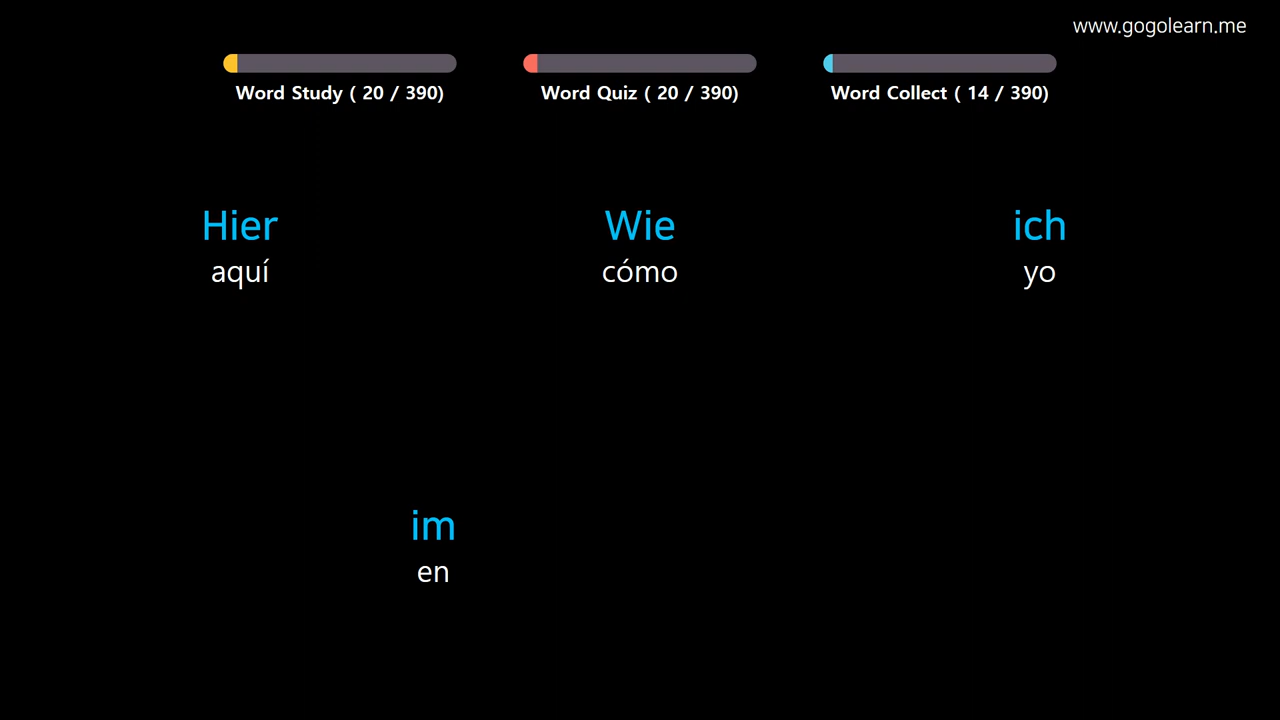 www.gogolearn.me
Word Study ( 20 / 390)
Word Quiz ( 20 / 390)
Word Collect ( 14 / 390)
Hier
aquí
Wie
cómo
ich
yo
im
en